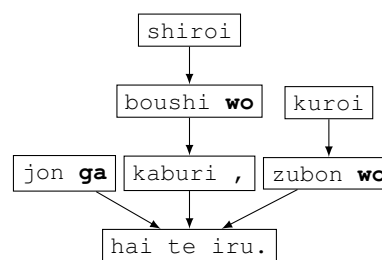 shiroi
boushi wo
kuroi
jon ga
kaburi ,
zubon wo
hai te iru.